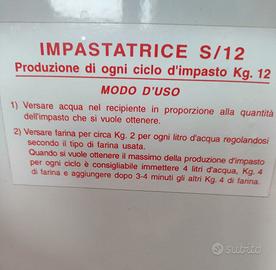 IMPASTATRICE S/12
Produzione di ogni ciclo d'impasto Kg. 12
MODO D'USO
1) Versare acqua nel recipiente in proporzione alla quantità
dell'impasto che si vuole ottenere.
2) Versare farina per circa Kg. 2 per ogni litro d'acqua regolandosi
secondo il tipo di farina usata.
Quando si vuole ottenere il massimo della produzione d'impasto
per ogni ciclo è consigliabile immettere 4 litri d'acqua, Kg. 4
di farina e aggiungere dopo 3-4 minuti gli altri Kg. 4 di farina.
subito